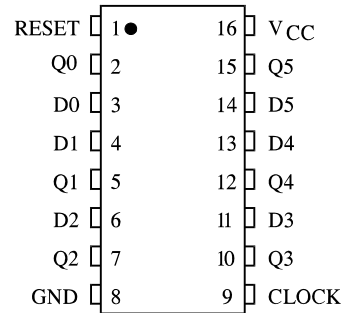 RESET 1 16 VCC
Q0 2 15 Q5
D0 3 14 D5
D1 4 13 D4
Q1 5 12 Q4
D2 6 11 D3
Q2 7 10 Q3
GND 8 9 CLOCK